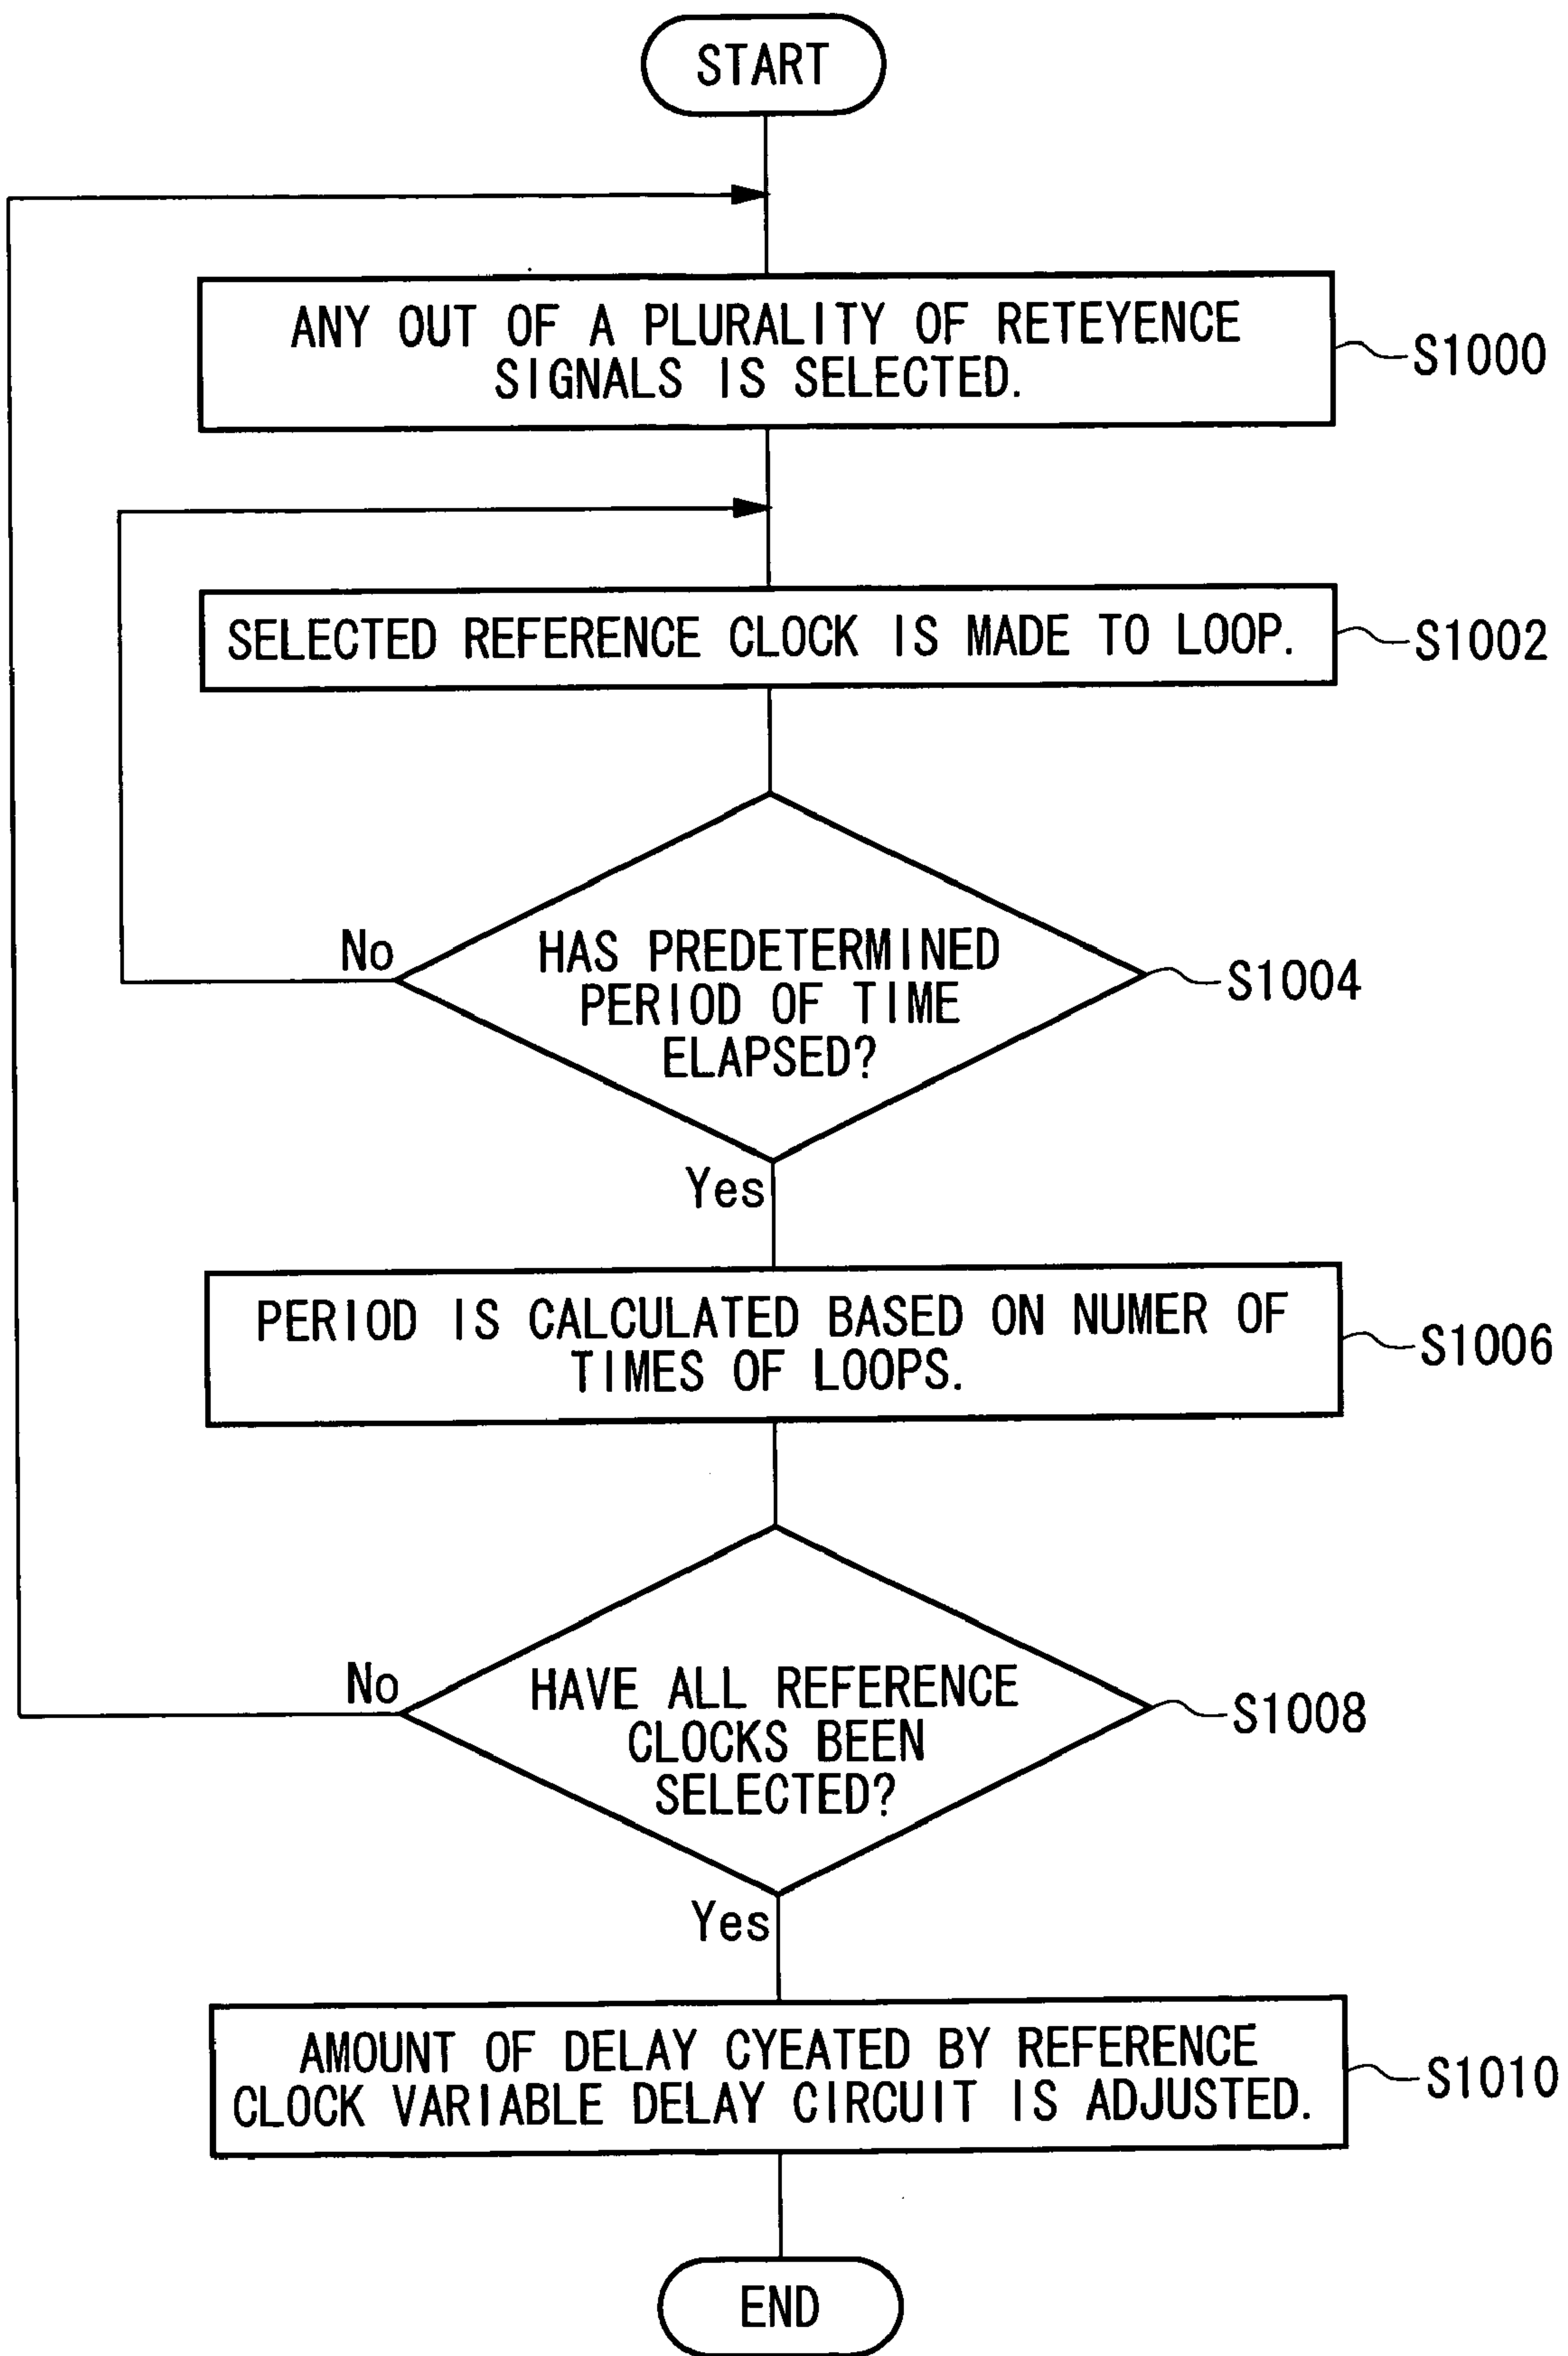 START
ANY OUT OF A PLURALITY OF RETEYENCE
SIGNALS IS SELECTED.
S1000
SELECTED REFERENCE CLOCK IS MADE TO LOOP.
S1002
No
HAS PREDETERMINED
PERIOD OF TIME
ELAPSED?
S1004
Yes
PERIOD IS CALCULATED BASED ON NUMER OF
TIMES OF LOOPS.
S1006
No
HAVE ALL REFERENCE
CLOCKS BEEN
SELECTED?
S1008
Yes
AMOUNT OF DELAY CYEATED BY REFERENCE
CLOCK VARIABLE DELAY CIRCUIT IS ADJUSTED.
S1010
END